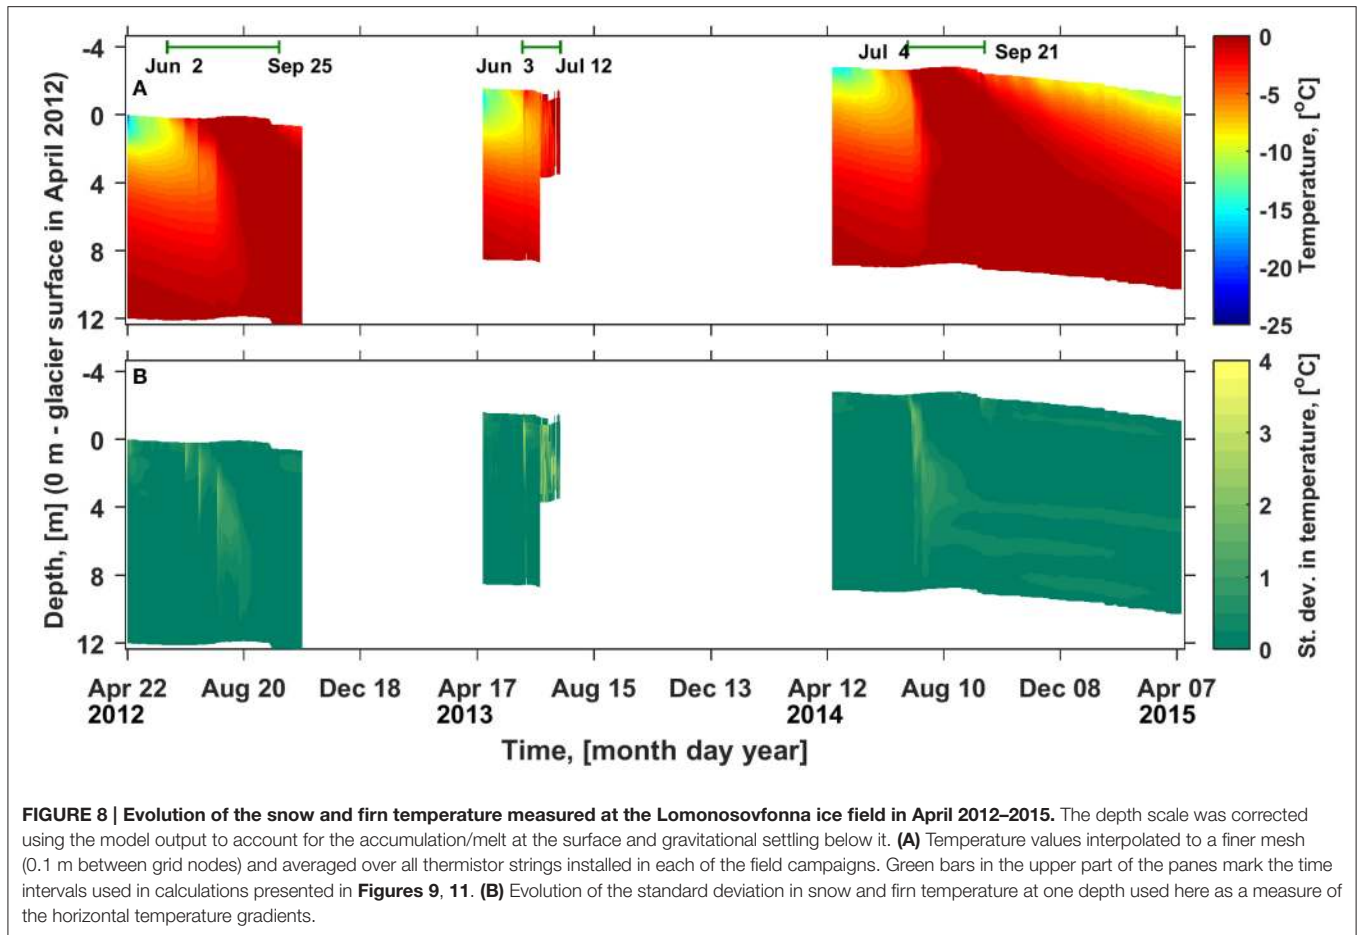 -4
0
4
8
12
A
Jun 2
Sep 25
Jun 3
Jul 12
Jul 4
Sep 21
0
-5
-10
-15
-20
-25
Temperature, [°C]
-4
0
4
8
12
B
4
3
2
1
0
St. dev. in temperature, [°C]
Depth, [m] (0 m - glacier surface in April 2012)
Apr 22 Aug 20 Dec 18 Apr 17 Aug 15 Dec 13 Apr 12 Aug 10 Dec 08 Apr 07
2012 2013 2014 2015
Time, [month day year]
FIGURE 8 | Evolution of the snow and firn temperature measured at the Lomonosovfonna ice field in April 2012–2015. The depth scale was corrected
using the model output to account for the accumulation/melt at the surface and gravitational settling below it. (A) Temperature values interpolated to a finer mesh
(0.1 m between grid nodes) and averaged over all thermistor strings installed in each of the field campaigns. Green bars in the upper part of the panes mark the time
intervals used in calculations presented in Figures 9, 11. (B) Evolution of the standard deviation in snow and firn temperature at one depth used here as a measure of
the horizontal temperature gradients.